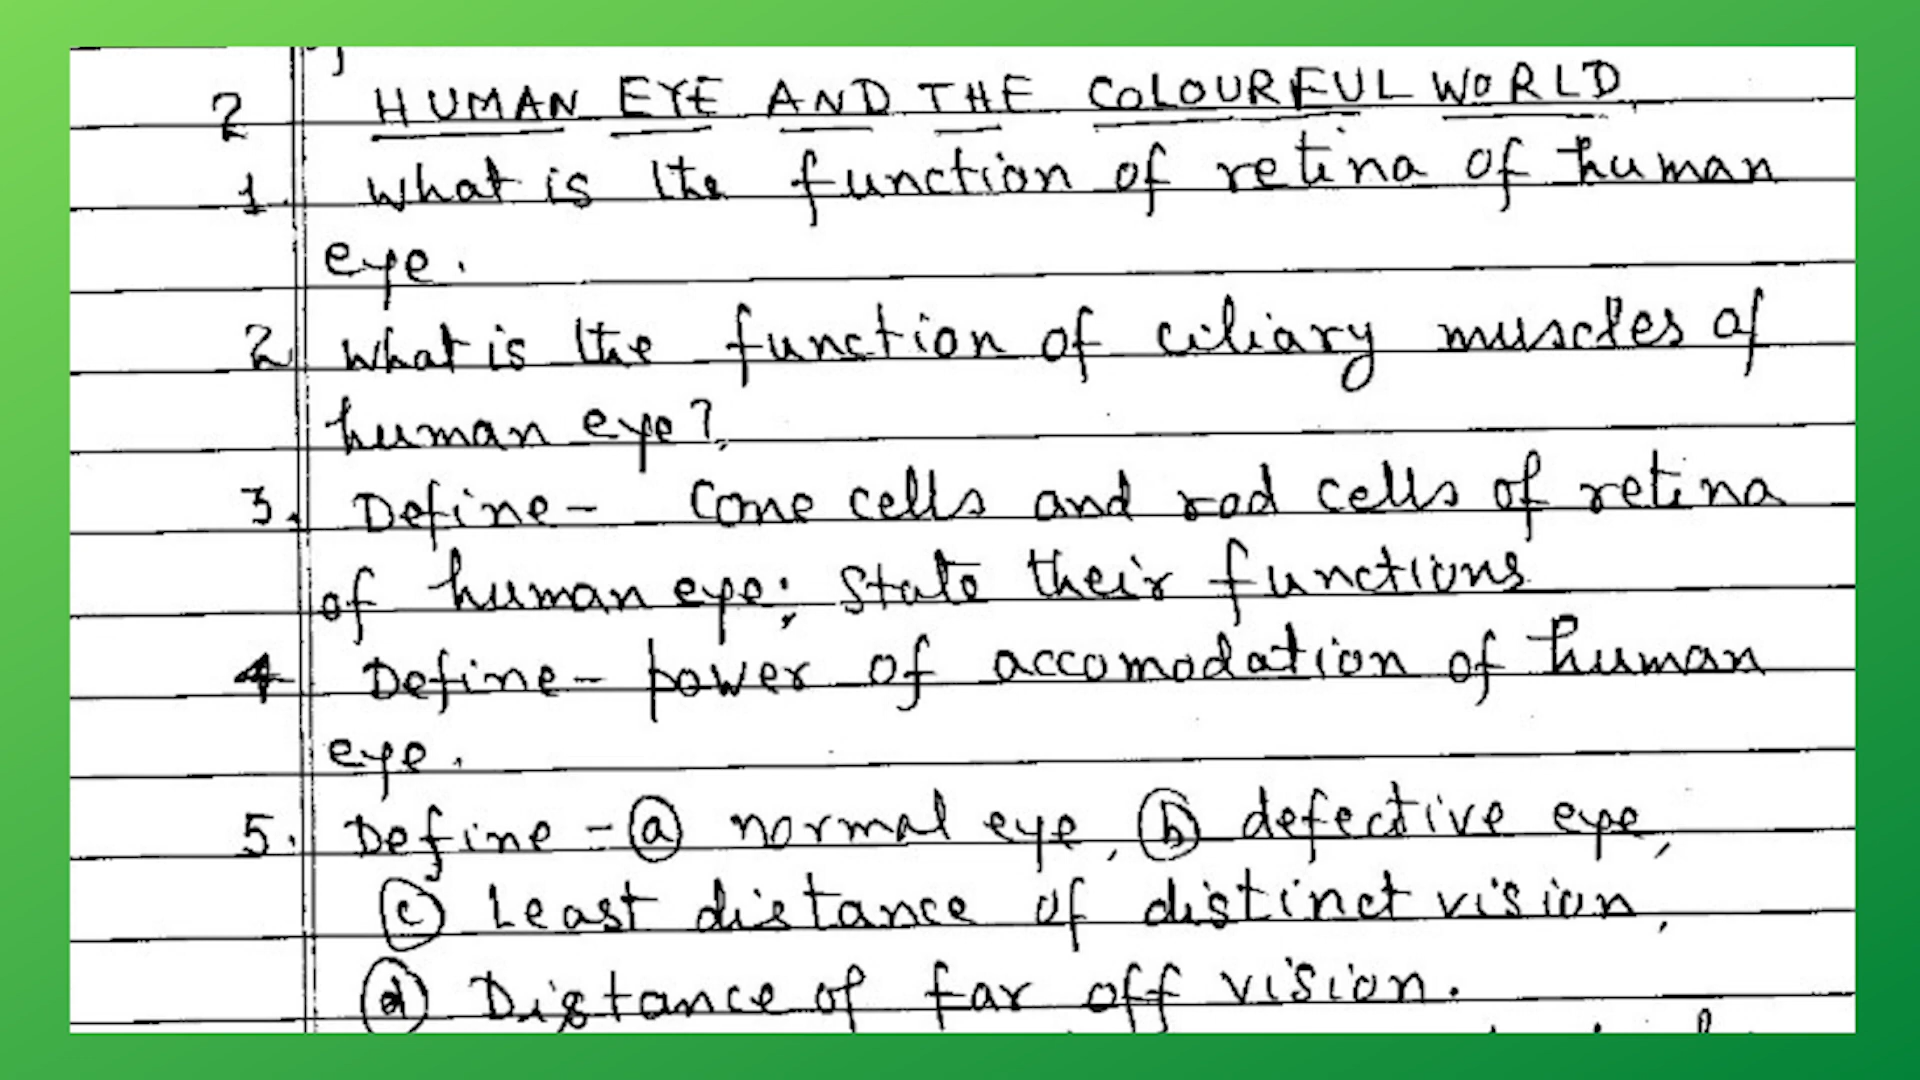 2 HUMAN EYE AND THE COLOURFUL WORLD
1. What is the function of retina of human
eye.
2. What is the function of ciliary muscles of
human eye?
3. Define - Cone cells and rod cells of retina
of human eye; State their functions
4 Define - power of accomodation of human
eye.
5. Define - (a) normal eye, (b) defective eye,
(c) Least distance of distinct vision,
(d) Distance of far off vision.